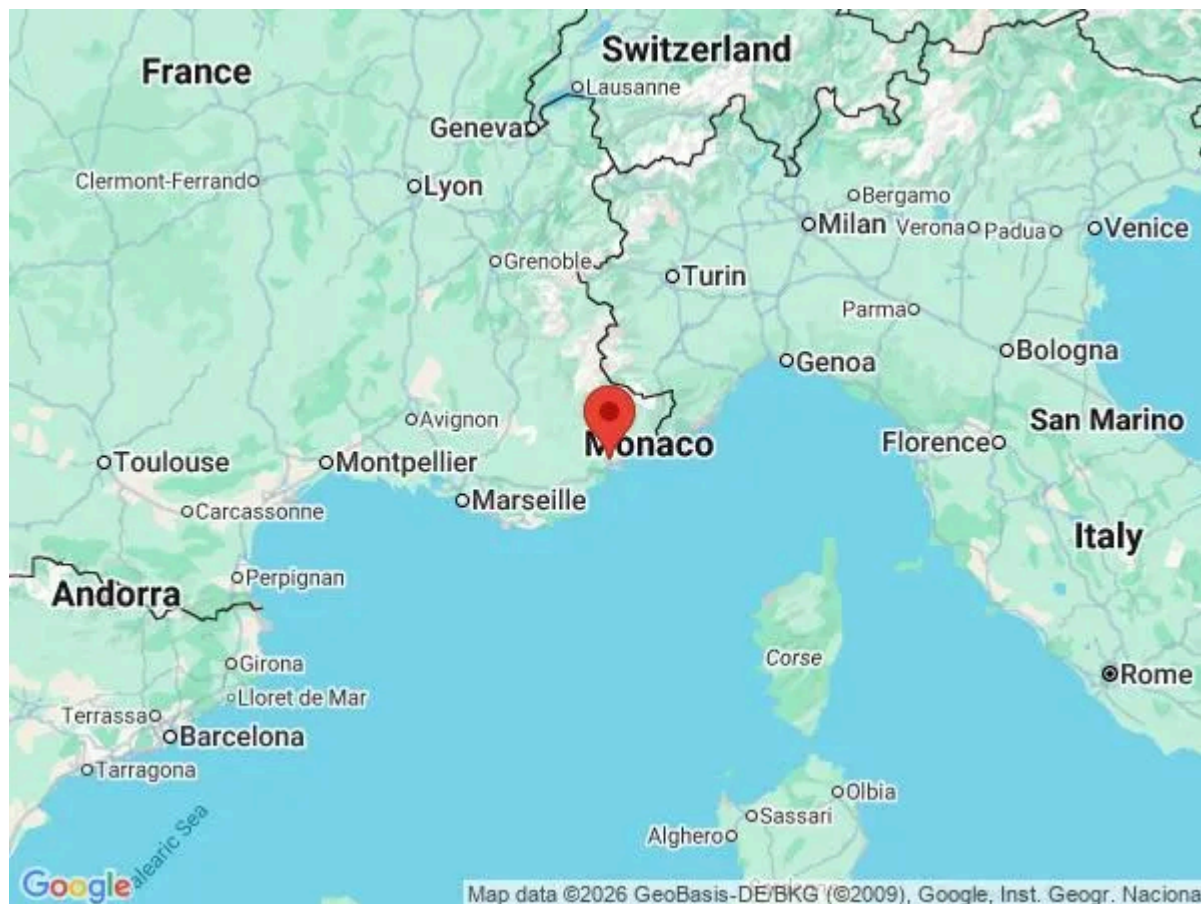 Switzerland
France
Lausanne
Geneva
Clermont-Ferrand
Lyon
Bergamo
Milan
Verona
Padua
Venice
Grenoble
Turin
Parma
Genoa
Bologna
Avignon
San Marino
Monaco
Florence
Toulouse
Montpellier
Marseille
Carcassonne
Italy
Perpignan
Andorra
Girona
Corse
Rome
Lloret de Mar
Terrassa
Barcelona
Tarragona
Olbia
Sassari
Alghero
alearic Sea
Google
Map data ©2026 GeoBasis-DE/BKG (©2009), Google, Inst. Geogr. Naciona